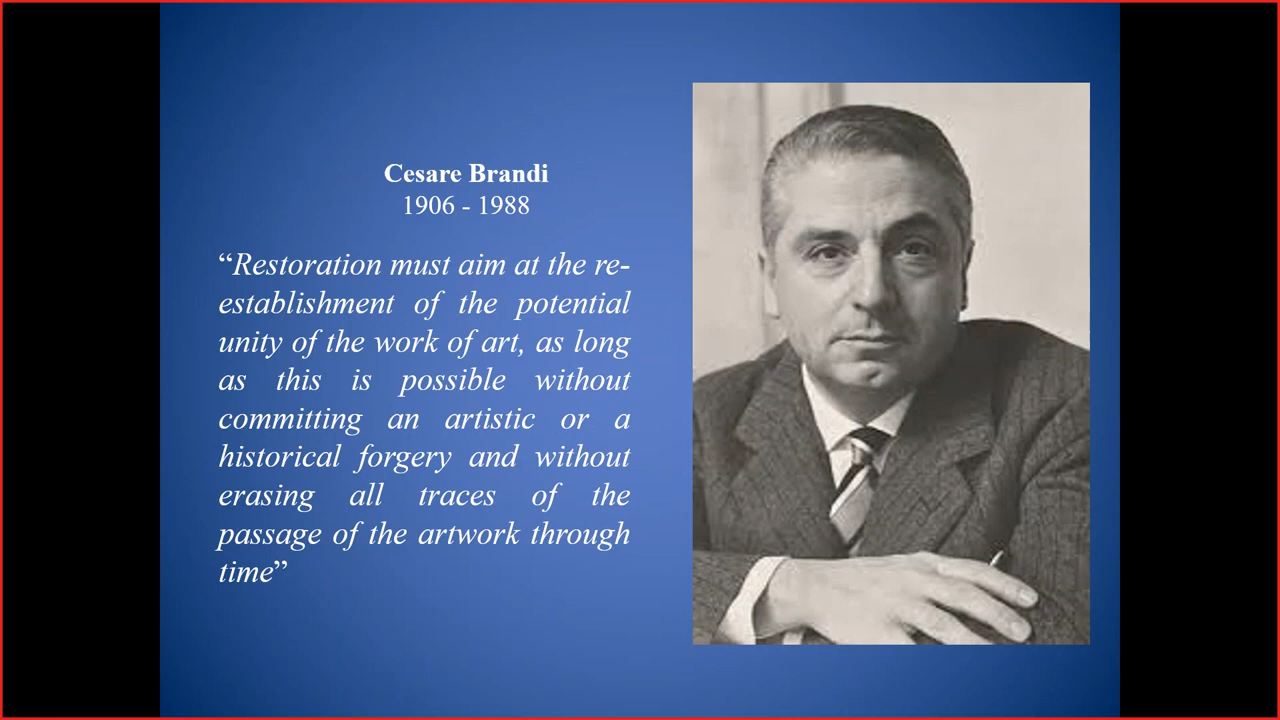 Cesare Brandi
1906 - 1988
“Restoration must aim at the re-
establishment of the potential
unity of the work of art, as long
as this is possible without
committing an artistic or a
historical forgery and without
erasing all traces of the
passage of the artwork through
time”